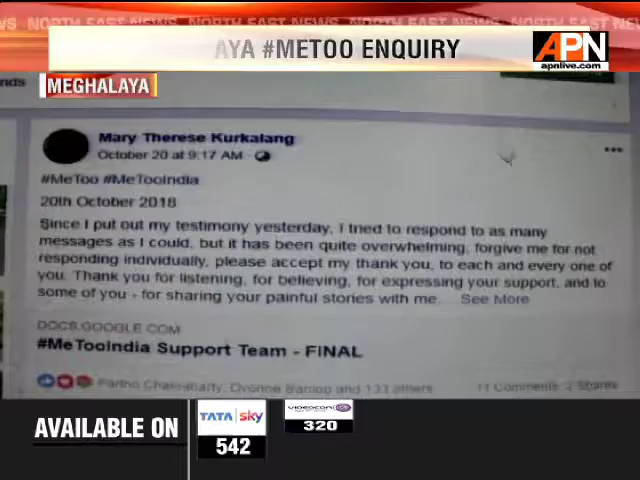 NORTH EAST NEWS NORTH EAST NEWS NORTH EAST NEWS
AYA #METOO ENQUIRY
APN
apnlive.com
MEGHALAYA
Mary Therese Kurkalang
October 20 at 9:17 AM
#MeToo #MeTooIndia
20th October 2018
Since I put out my testimony yesterday, I tried to respond to as many
messages as I could, but it has been quite overwhelming, forgive me for not
responding individually, please accept my thank you, to each and every one of
you. Thank you for listening, for believing, for expressing your support, and to
some of you - for sharing your painful stories with me. See More
DOCS.GOOGLE.COM
#MeTooIndia Support Team - FINAL
Partho Chakrabarty, and 133 others 11 Comments 2 Shares
AVAILABLE ON
TATA sky
542
VIDEOCON d2h
320